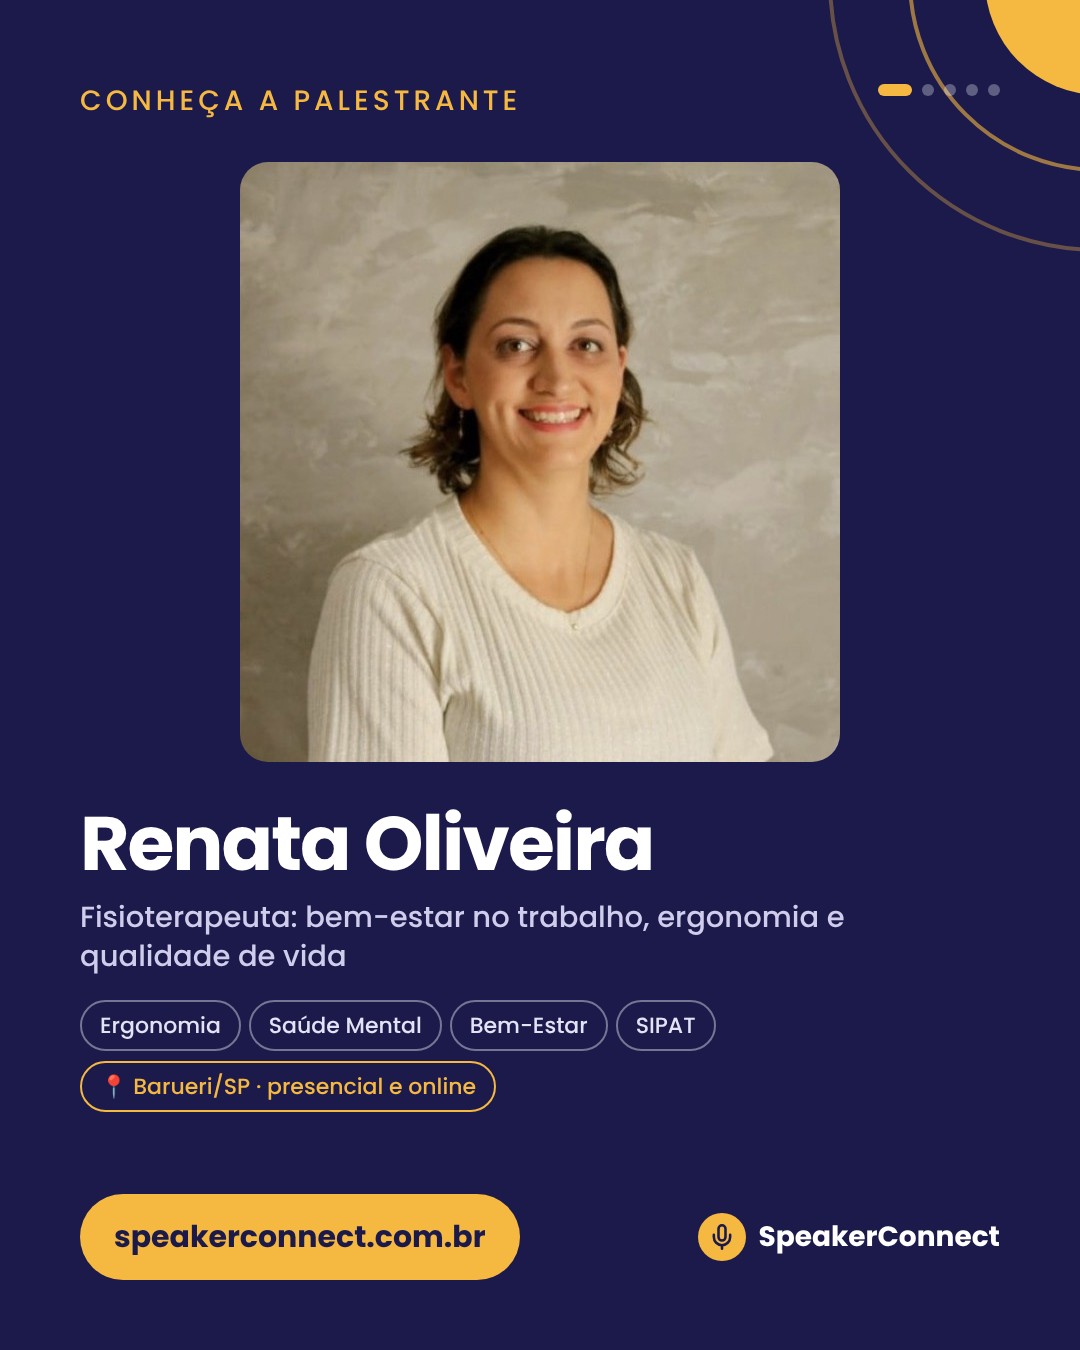 CONHEÇA A PALESTRANTE
Renata Oliveira
Fisioterapeuta: bem-estar no trabalho, ergonomia e
qualidade de vida
Ergonomia Saúde Mental Bem-Estar SIPAT
📍 Barueri/SP · presencial e online
speakerconnect.com.br
SpeakerConnect